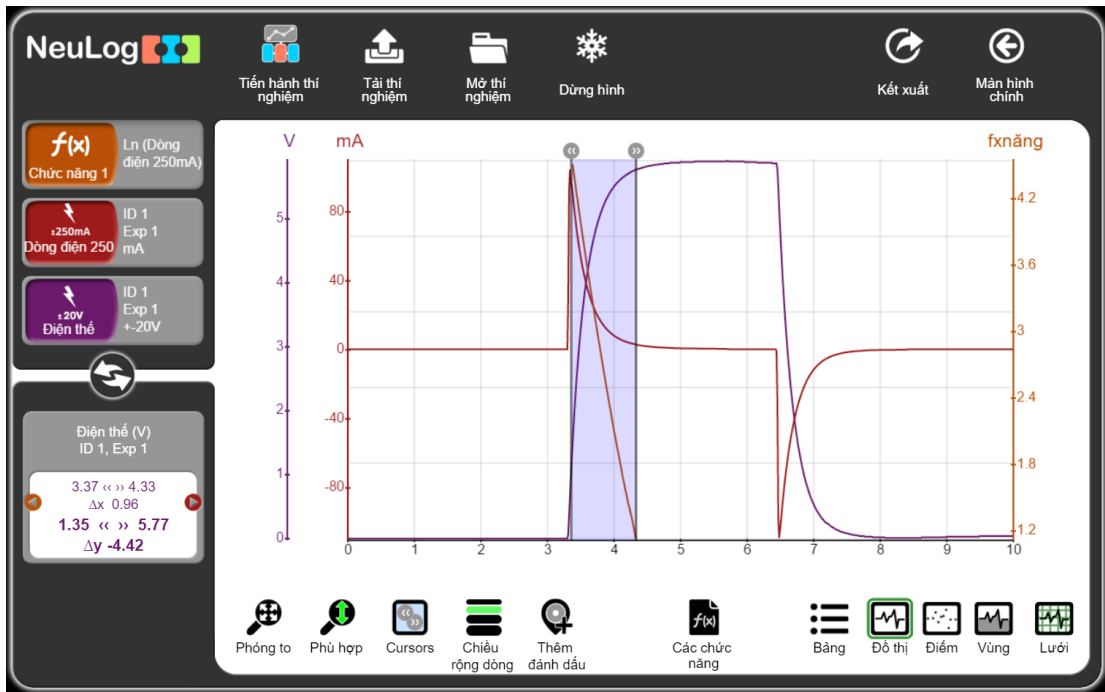 NeuLog
Tiến hành thí
nghiệm
Tải thí
nghiệm
Mở thí
nghiệm
Dừng hình
Kết xuất
Màn hình
chính
f(x)
Chức năng 1
Ln (Dòng
điện 250mA)
±250mA
Dòng điện 250
ID 1
Exp 1
mA
±20V
Điện thế
ID 1
Exp 1
+-20V
Điện thế (V)
ID 1, Exp 1
3.37 ‹‹ ›› 4.33
Δx 0.96
1.35 ‹‹ ›› 5.77
Δy -4.42
V
mA
fxnăng
‹‹
››
5
4
3
2
1
0
80
40
0
-40
-80
4.2
3.6
3
2.4
1.8
1.2
0 1 2 3 4 5 6 7 8 9 10
Phóng to
Phù hợp
‹‹ ››
Cursors
Chiều
rộng dòng
Thêm
đánh dấu
f(x)
Các chức
năng
Bảng
Đồ thị
Điểm
Vùng
Lưới